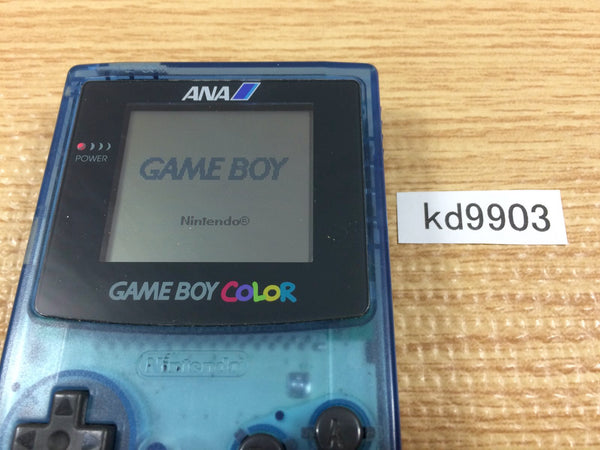 ANA
POWER
GAME BOY
Nintendo®
GAME BOY COLOR
Nintendo
A
kd9903